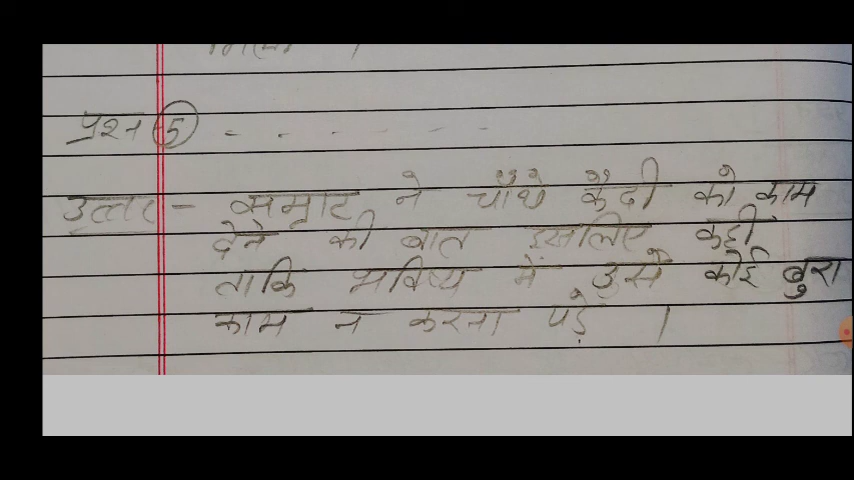 प्रश्न 5 - - - - - -
उत्तर - सम्राट ने चौथे कैदी को काम
देने की बात इसलिए कही
ताकि भविष्य में उसे कोई बुरा
काम न करना पड़े ।